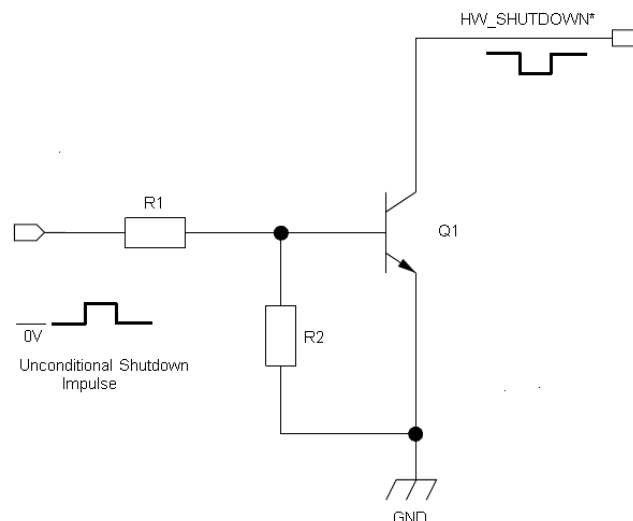 HW_SHUTDOWN*
R1
Q1
R2
0V
Unconditional Shutdown
Impulse
GND